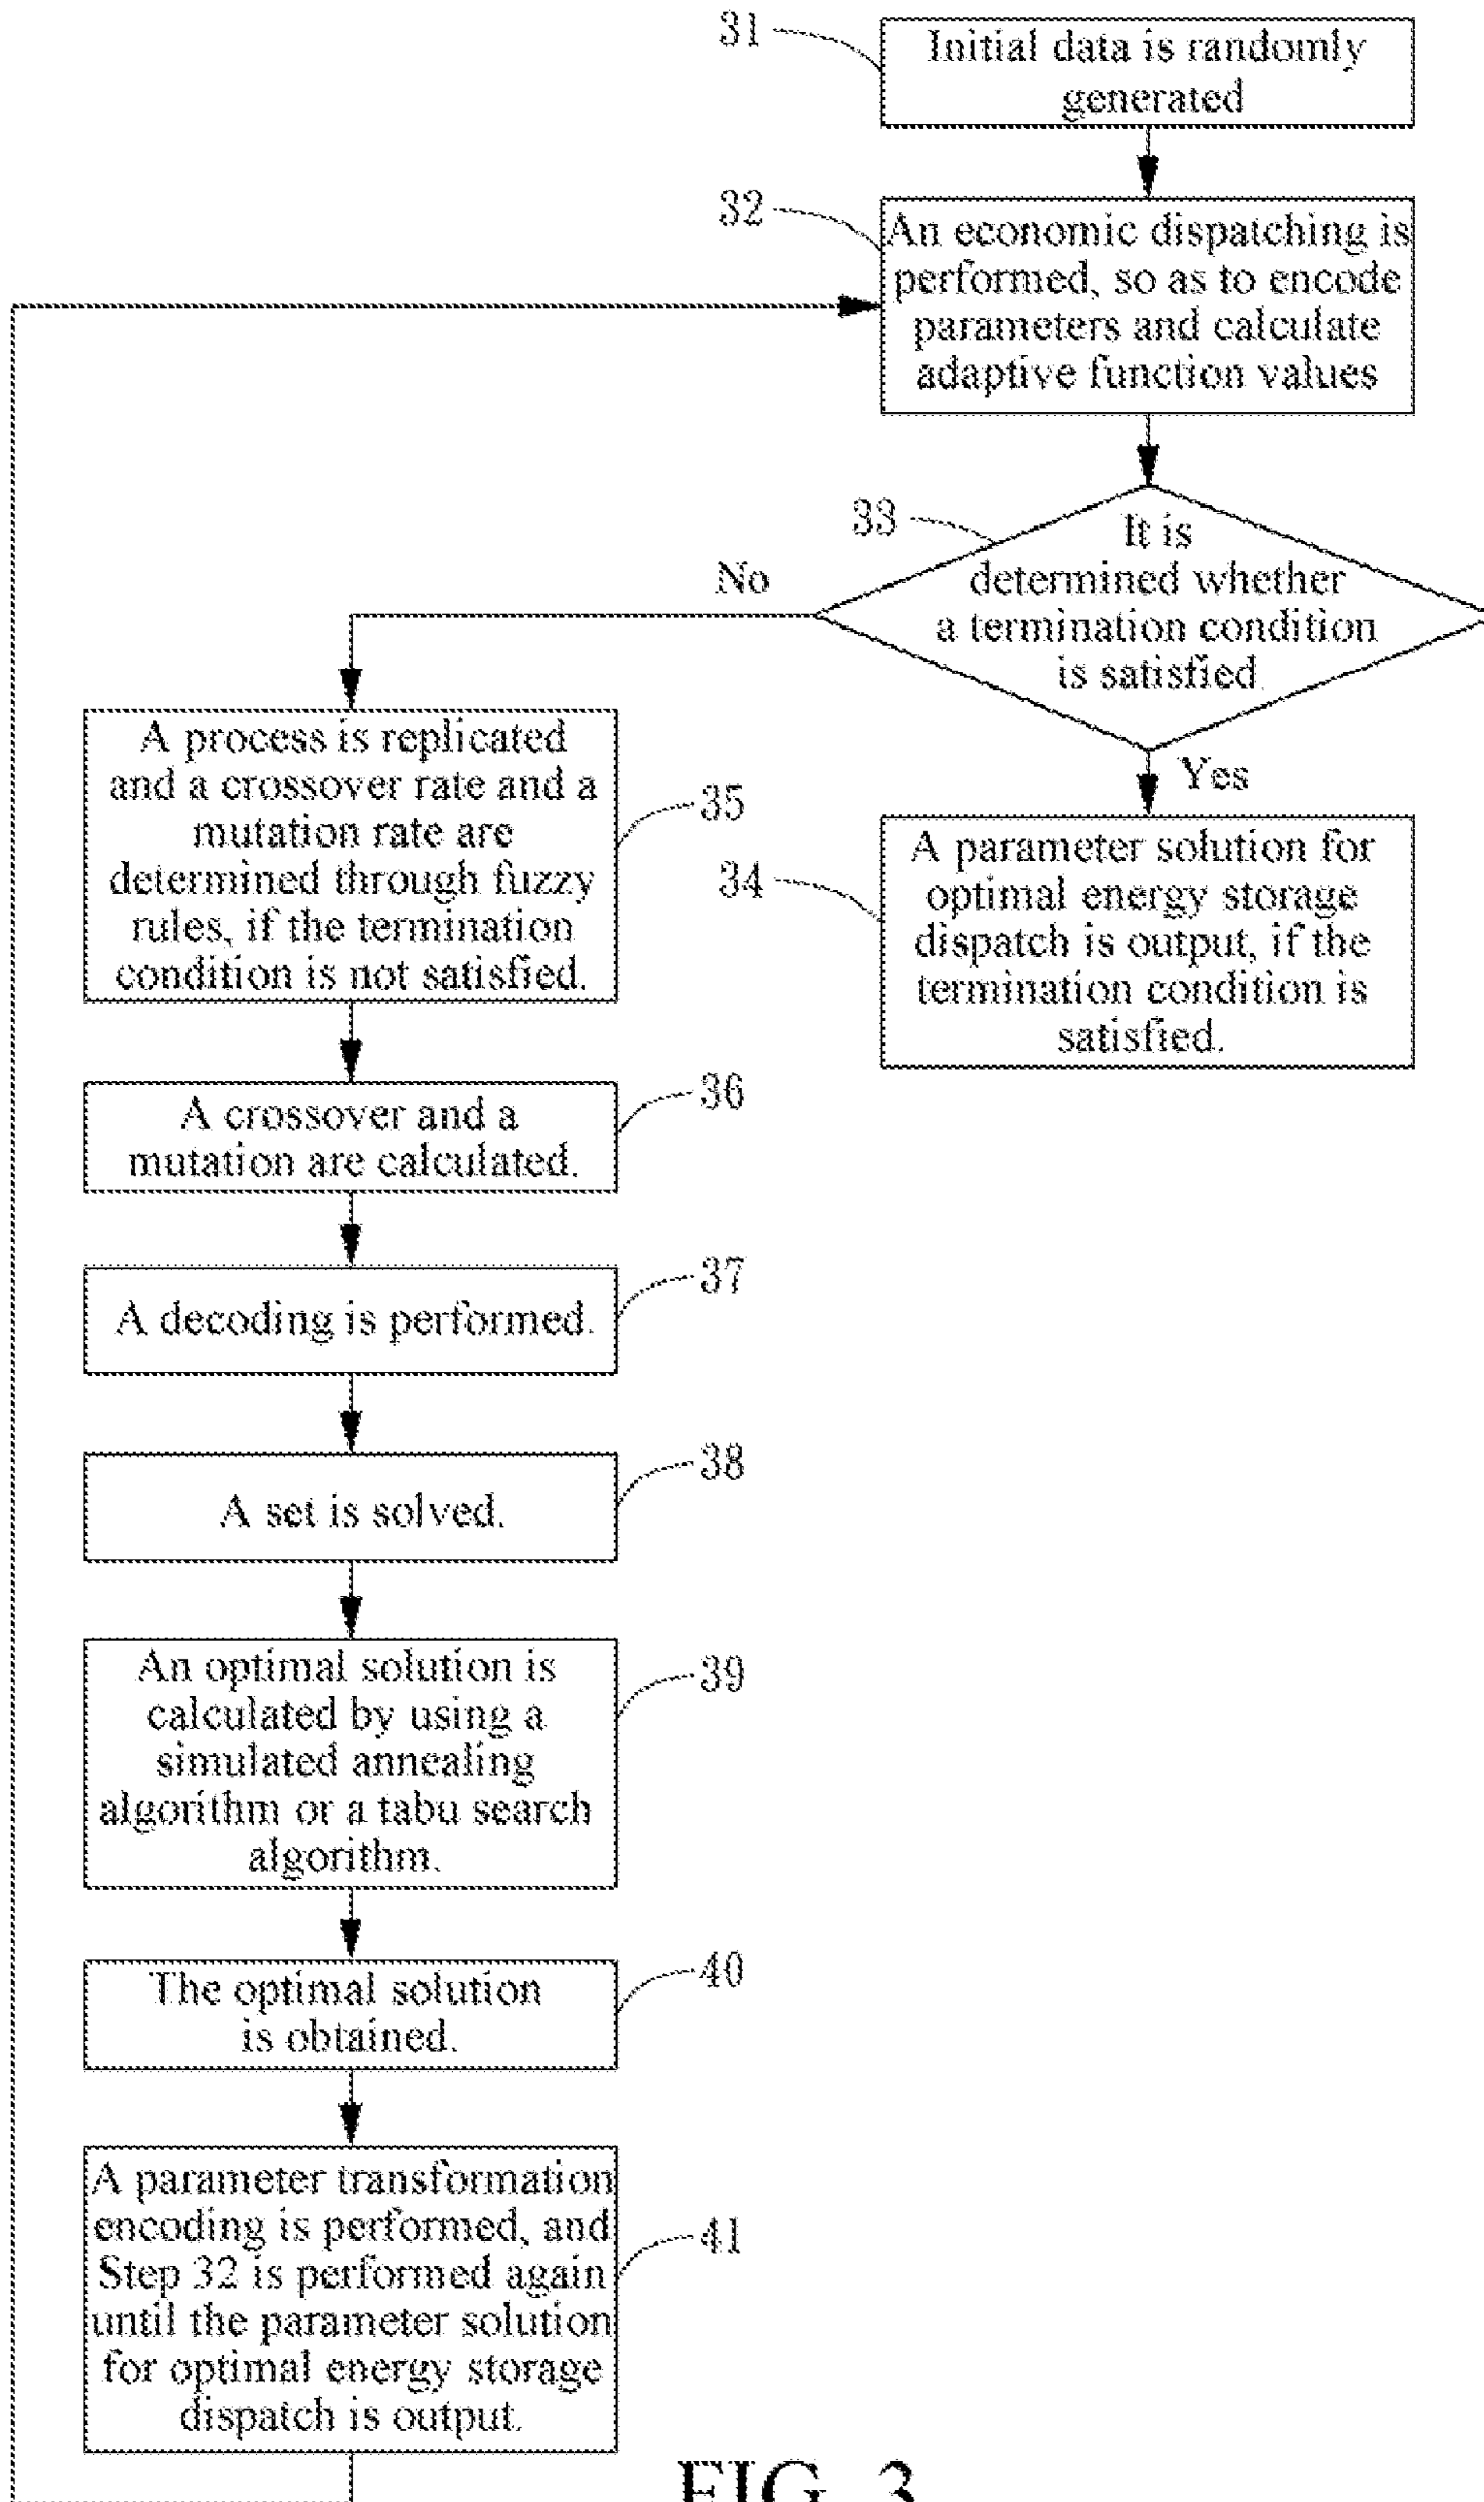 31
Initial data is randomly
generated
32
An economic dispatching is
performed, so as to encode
parameters and calculate
adaptive function values
33
It is
determined whether
a termination condition
is satisfied.
No
Yes
A process is replicated
and a crossover rate and a
mutation rate are
determined through fuzzy
rules, if the termination
condition is not satisfied.
35
34
A parameter solution for
optimal energy storage
dispatch is output, if the
termination condition is
satisfied.
A crossover and a
mutation are calculated.
36
A decoding is performed.
37
A set is solved.
38
An optimal solution is
calculated by using a
simulated annealing
algorithm or a tabu search
algorithm.
39
The optimal solution
is obtained.
40
A parameter transformation
encoding is performed, and
Step 32 is performed again
until the parameter solution
for optimal energy storage
dispatch is output.
41
FIG. 3